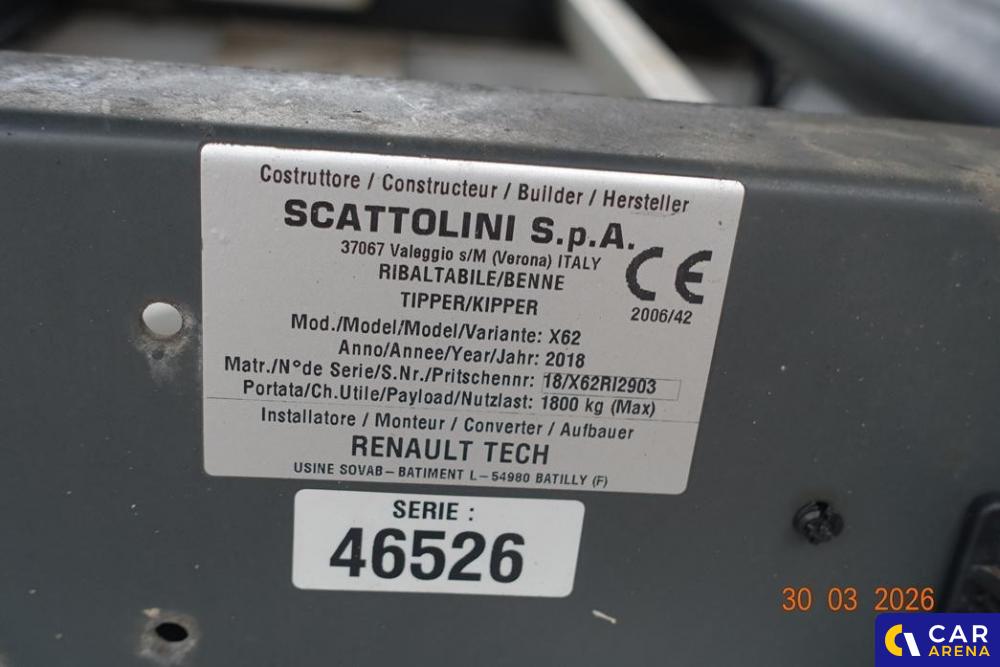 Costruttore / Constructeur / Builder / Hersteller
SCATTOLINI S.p.A.
37067 Valeggio s/M (Verona) ITALY
RIBALTABILE/BENNE
TIPPER/KIPPER
CE
2006/42
Mod./Model/Model/Variante: X62
Anno/Annee/Year/Jahr: 2018
Matr./N°de Serie/S.Nr./Pritschennr: 18/X62RI2903
Portata/Ch.Utile/Payload/Nutzlast: 1800 kg (Max)
Installatore / Monteur / Converter / Aufbauer
RENAULT TECH
USINE SOVAB – BATIMENT L – 54980 BATILLY (F)
SERIE :
46526
30 03 2026
CAR
ARENA